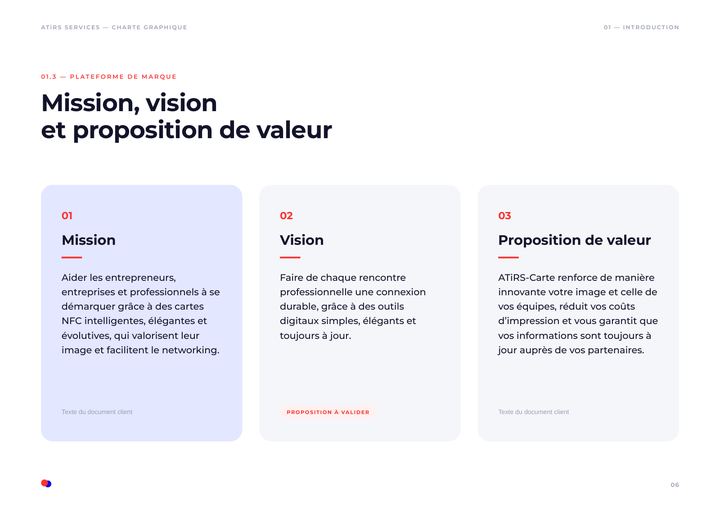 ATiRS SERVICES — CHARTE GRAPHIQUE
01 — INTRODUCTION
01.3 — PLATEFORME DE MARQUE
Mission, vision
et proposition de valeur
01
Mission
Aider les entrepreneurs,
entreprises et professionnels à se
démarquer grâce à des cartes
NFC intelligentes, élégantes et
évolutives, qui valorisent leur
image et facilitent le networking.
Texte du document client
02
Vision
Faire de chaque rencontre
professionnelle une connexion
durable, grâce à des outils
digitaux simples, élégants et
toujours à jour.
PROPOSITION À VALIDER
03
Proposition de valeur
ATiRS-Carte renforce de manière
innovante votre image et celle de
vos équipes, réduit vos coûts
d’impression et vous garantit que
vos informations sont toujours à
jour auprès de vos partenaires.
Texte du document client
06